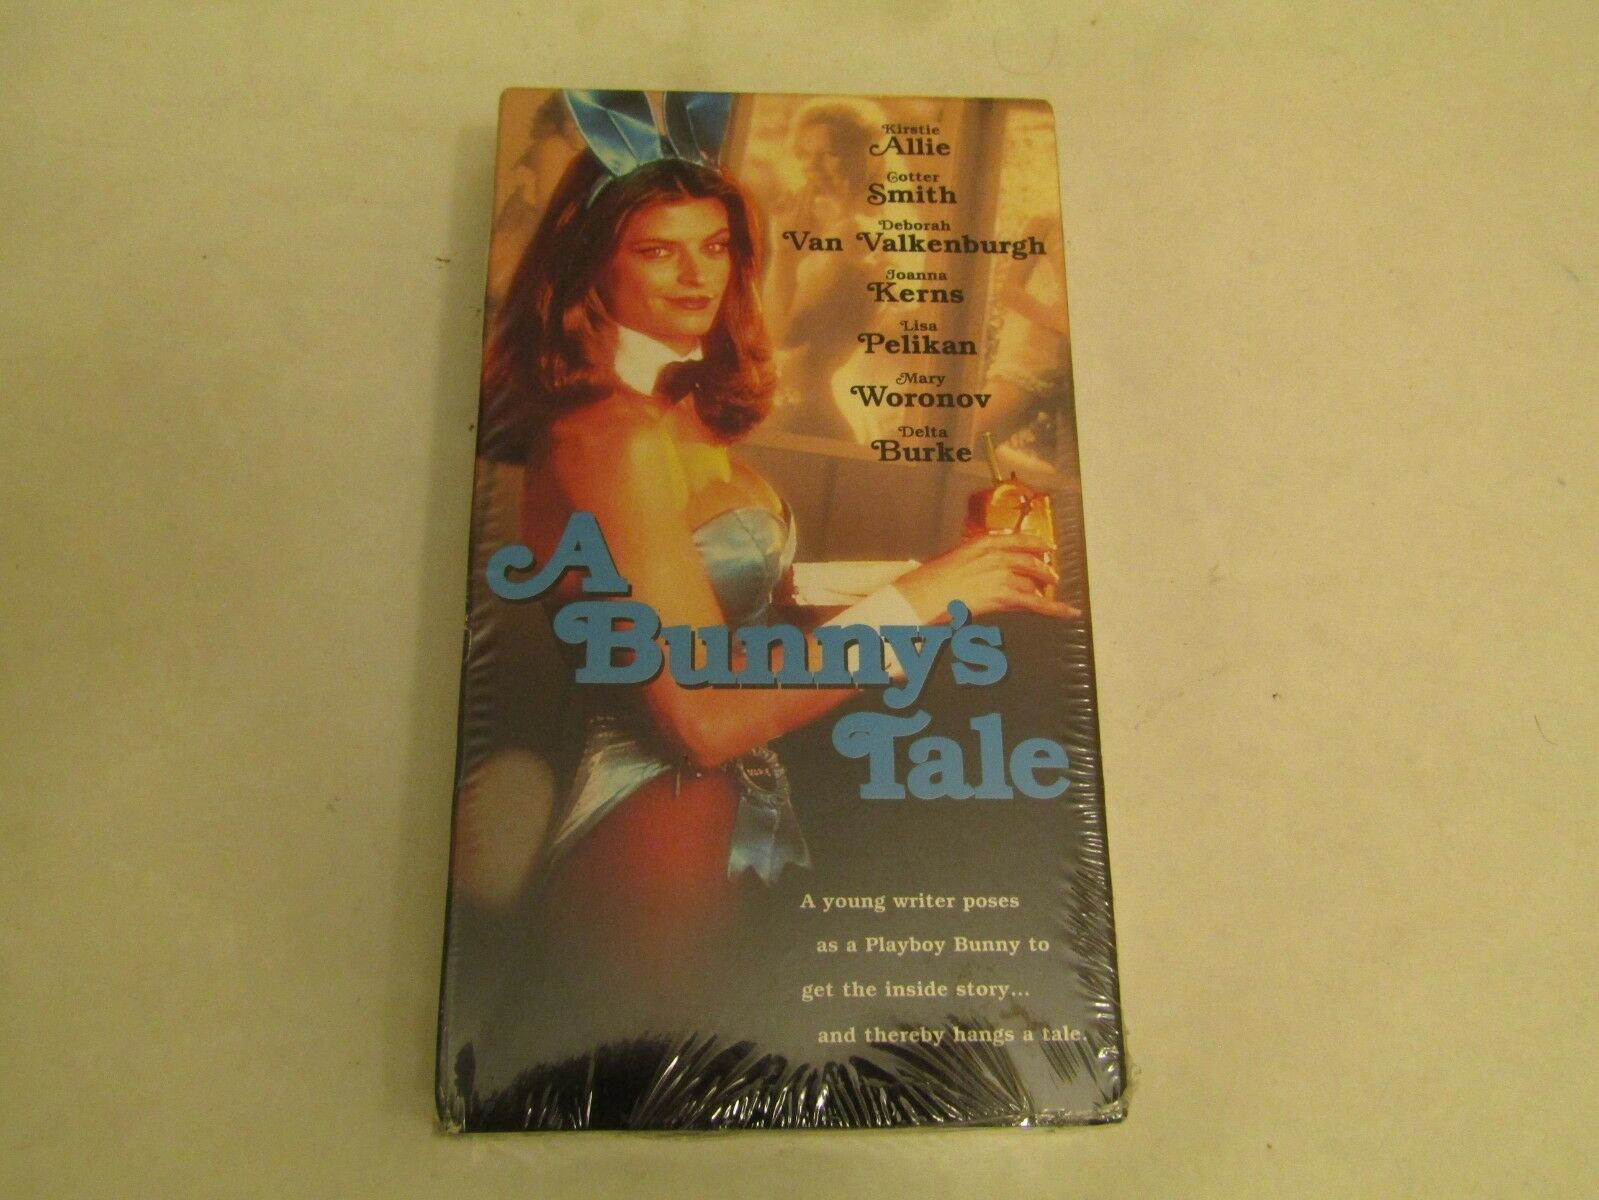 Kirstie
Allie
Cotter
Smith
Deborah
Van Valkenburgh
Joanna
Kerns
Lisa
Pelikan
Mary
Woronov
Delta
Burke
A
Bunny's
Tale
A young writer poses
as a Playboy Bunny to
get the inside story...
and thereby hangs a tale.